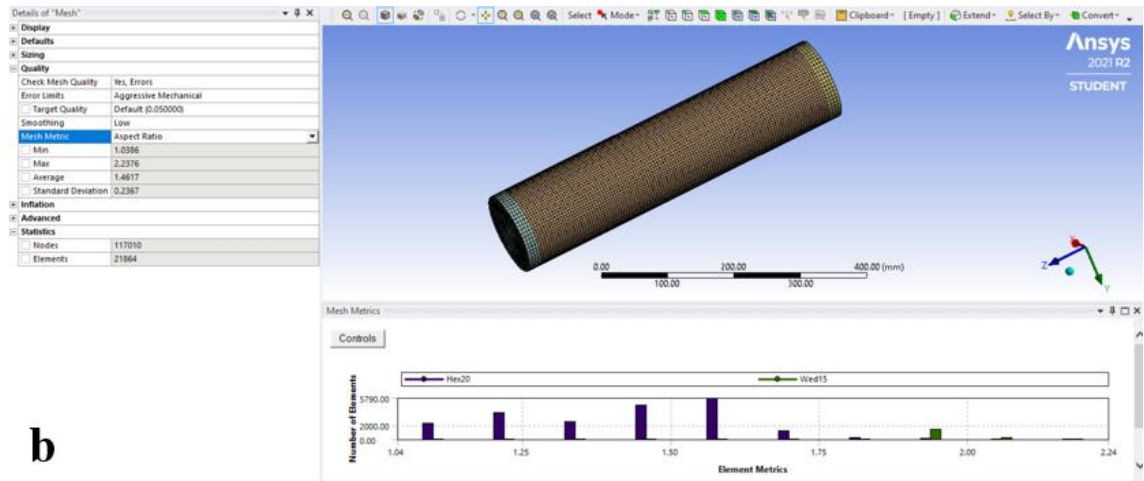 Details of "Mesh"
Display
Defaults
Sizing
Quality
Check Mesh Quality Yes, Errors
Error Limits Aggressive Mechanical
Target Quality Default (0.050000)
Smoothing Low
Mesh Metric Aspect Ratio
Min 1.0386
Max 2.2376
Average 1.4617
Standard Deviation 0.2367
Inflation
Advanced
Statistics
Nodes 117010
Elements 21864
Select Mode Clipboard [ Empty ] Extend Select By Convert
Ansys
2021 R2
STUDENT
0.00 200.00 400.00 (mm)
100.00 300.00
X
Z
Y
Mesh Metrics
Controls
Hex20 Wed15
Number of Elements
5790.00
2000.00
0.00
1.04 1.25 1.50 1.75 2.00 2.24
Element Metrics
b